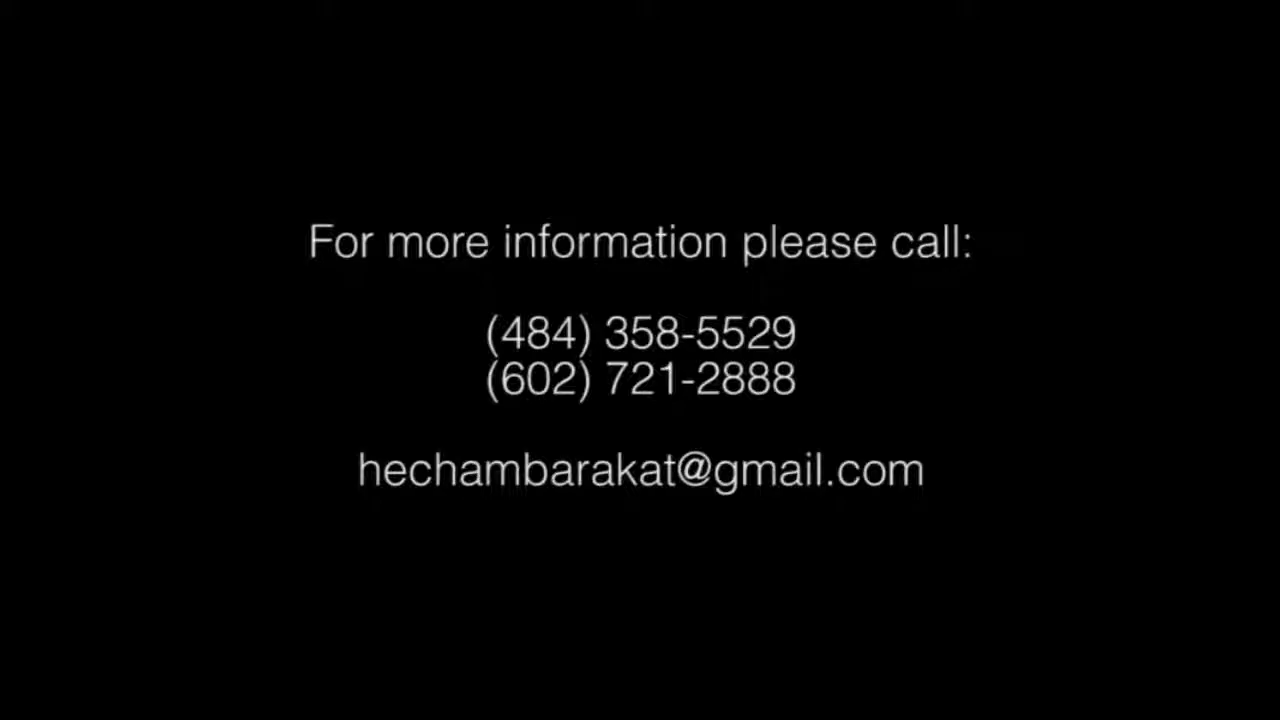 For more information please call:
(484) 358-5529
(602) 721-2888
hechambarakat@gmail.com